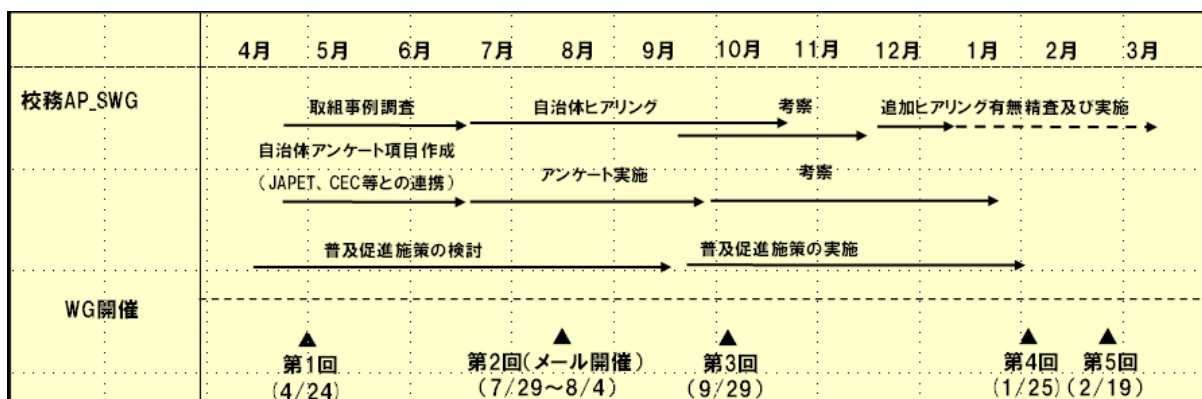 4月 5月 6月 7月 8月 9月 10月 11月 12月 1月 2月 3月
校務AP_SWG
取組事例調査 自治体ヒアリング 考察 追加ヒアリング有無精査及び実施
自治体アンケート項目作成
（JAPET、CEC等との連携） アンケート実施 考察
普及促進施策の検討 普及促進施策の実施
WG開催
第1回 第2回（メール開催） 第3回 第4回 第5回
（4/24） （7/29～8/4） （9/29） （1/25） （2/19）